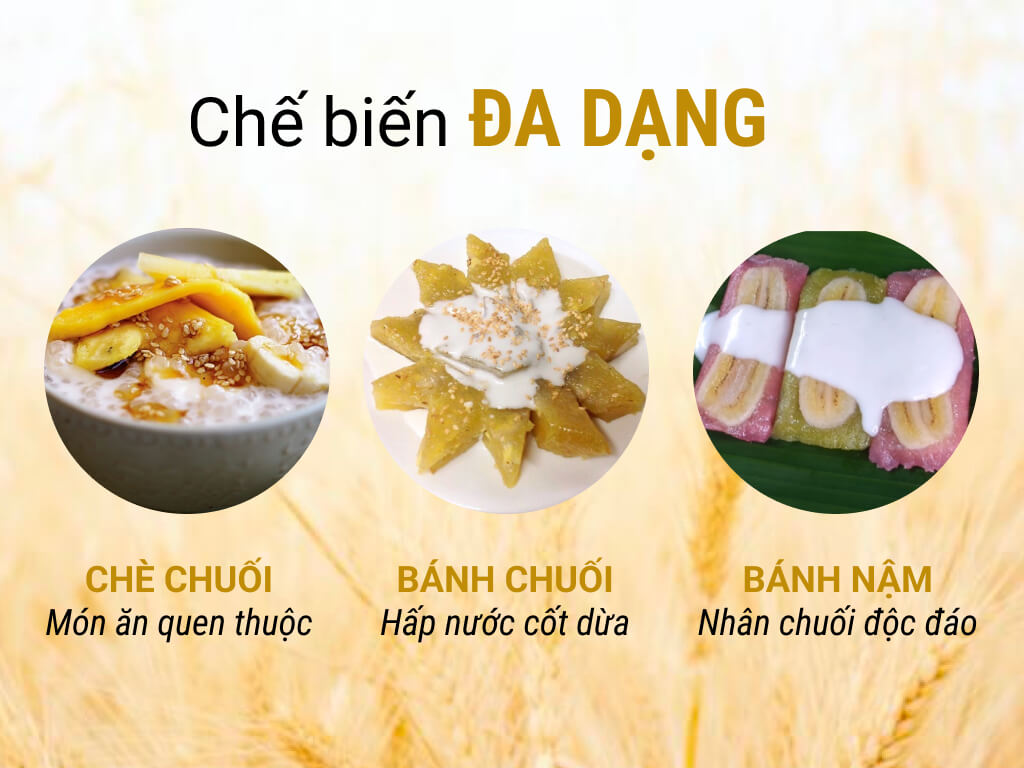 Chế biến ĐA DẠNG
CHÈ CHUỐI
Món ăn quen thuộc
BÁNH CHUỐI
Hấp nước cốt dừa
BÁNH NẬM
Nhân chuối độc đáo